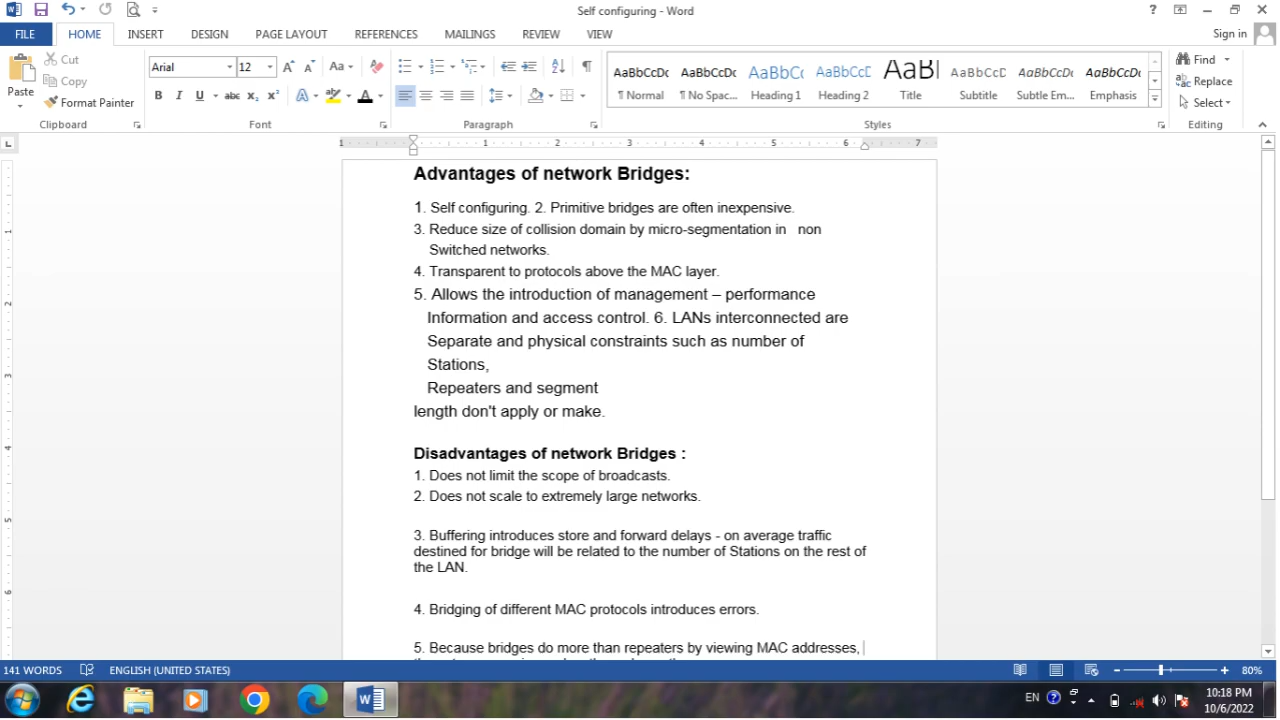 Self configuring - Word
Sign in
FILE HOME INSERT DESIGN PAGE LAYOUT REFERENCES MAILINGS REVIEW VIEW
Cut
Copy
Format Painter
Paste
Clipboard
Arial 12
Font
Paragraph
AaBbCcDc AaBbCcDc AaBbCc AaBbCcD AaBl AaBbCcD AaBbCcDc AaBbCcDc
¶ Normal ¶ No Spac... Heading 1 Heading 2 Title Subtitle Subtle Em... Emphasis
Styles
Find
Replace
Select
Editing
1 1 2 3 4 5 6 7
Advantages of network Bridges:
1. Self configuring. 2. Primitive bridges are often inexpensive.
3. Reduce size of collision domain by micro-segmentation in non
Switched networks.
4. Transparent to protocols above the MAC layer.
5. Allows the introduction of management – performance
Information and access control. 6. LANs interconnected are
Separate and physical constraints such as number of
Stations,
Repeaters and segment
length don't apply or make.
Disadvantages of network Bridges :
1. Does not limit the scope of broadcasts.
2. Does not scale to extremely large networks.
3. Buffering introduces store and forward delays - on average traffic
destined for bridge will be related to the number of Stations on the rest of
the LAN.
4. Bridging of different MAC protocols introduces errors.
5. Because bridges do more than repeaters by viewing MAC addresses,
141 WORDS ENGLISH (UNITED STATES) 80%
EN 10:18 PM
10/6/2022